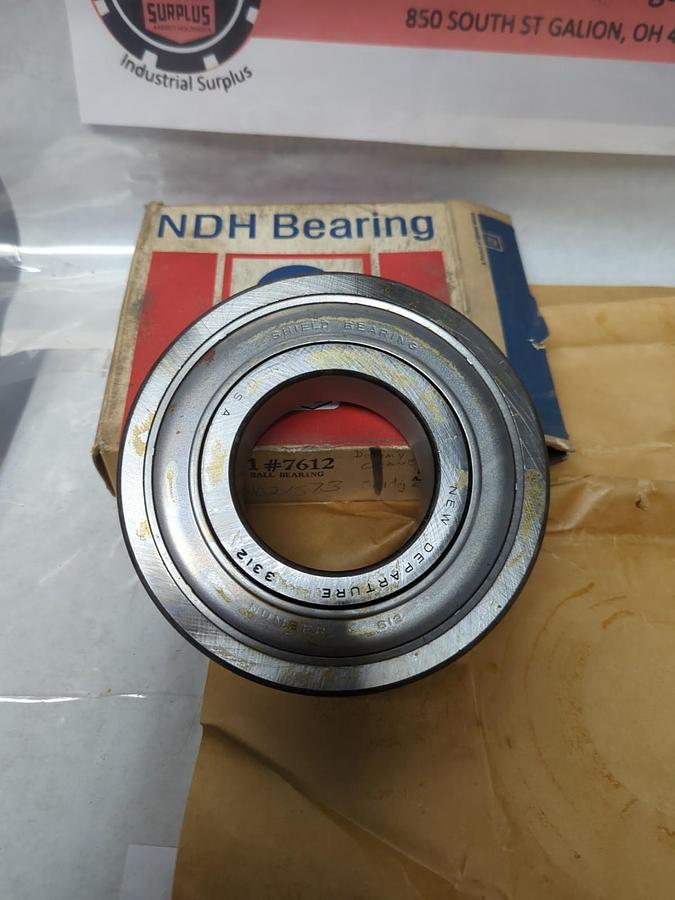 SURPLUS
Industrial Surplus
850 SOUTH ST GALION, OH 4
NDH Bearing
SHIELD BEARING
NEW DEPARTURE 3312
S A
#7612
BALL BEARING
NUMBER